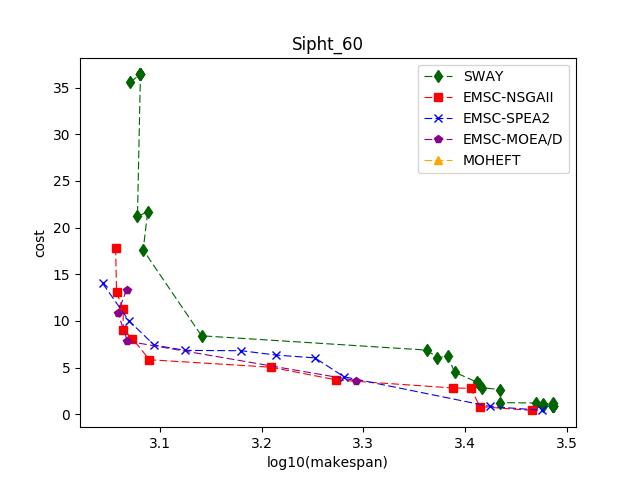 Sipht_60
SWAY
EMSC-NSGAII
EMSC-SPEA2
EMSC-MOEA/D
MOHEFT
cost
35
30
25
20
15
10
5
0
3.1 3.2 3.3 3.4 3.5
log10(makespan)